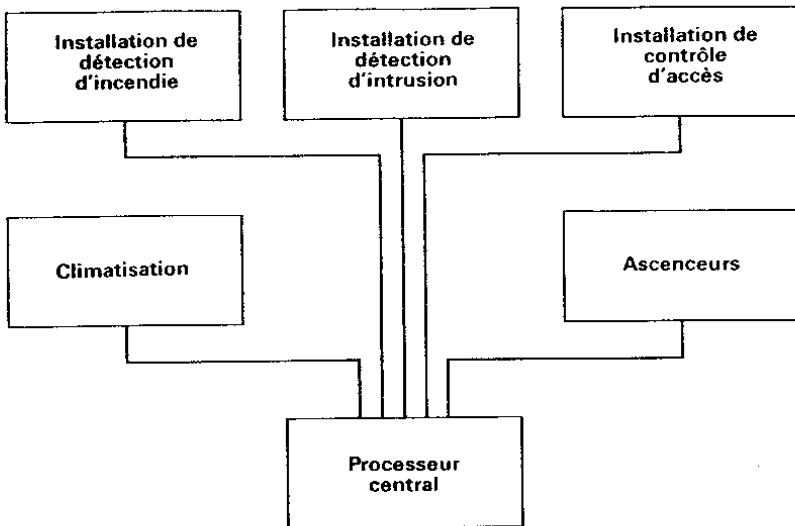 Installation de
détection
d'incendie
Installation de
détection
d'intrusion
Installation de
contrôle
d'accès
Climatisation
Ascenceurs
Processeur
central